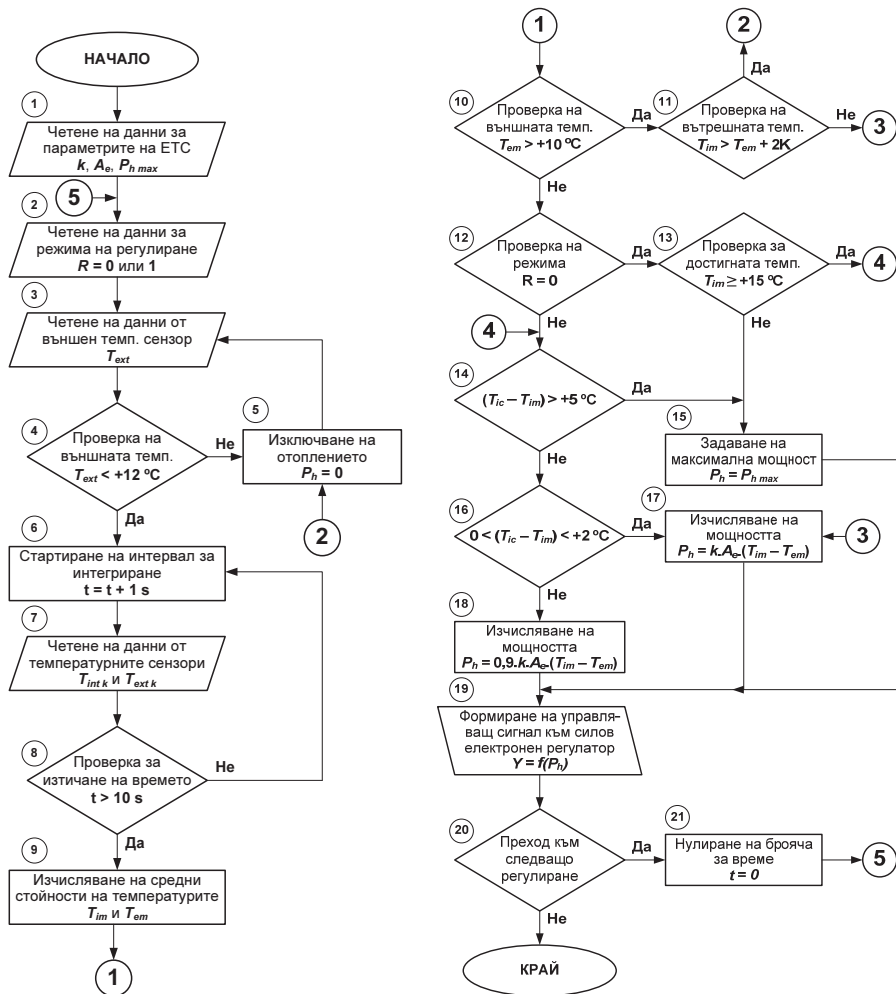 НАЧАЛО
1
Четене на данни за
параметрите на ЕТС
k, Ae, Ph max
5
2
Четене на данни за
режима на регулиране
R = 0 или 1
3
Четене на данни от
външен темп. сензор
Text
4
Проверка на
външната темп.
Text < +12 ºC
Не
Да
5
Изключване на
отоплението
Ph = 0
2
6
Стартиране на интервал за
интегриране
t = t + 1 s
7
Четене на данни от
температурните сензори
Tint k и Text k
8
Проверка за
изтичане на времето
t > 10 s
Не
Да
9
Изчисляване на средни
стойности на температурите
Tim и Tem
1
1
10
Проверка на
външната темп.
Tem > +10 ºC
Да
Не
2
Да
11
Проверка на
вътрешната темп.
Tim > Tem + 2K
Не
3
12
Проверка на
режима
R = 0
Да
Не
13
Проверка за
достигната темп.
Tim ≥ +15 ºC
Да
4
Не
4
14
(Tic – Tim) > +5 ºC
Да
Не
15
Задаване на
максимална мощност
Ph = Ph max
16
0 < (Tic – Tim) < +2 ºC
Да
Не
17
Изчисляване на
мощността
Ph = k.Ae.(Tim – Tem)
3
18
Изчисляване на
мощността
Ph = 0,9.k.Ae.(Tim – Tem)
19
Формиране на управля-
ващ сигнал към силов
електронен регулатор
Y = f(Ph)
20
Преход към
следващо
регулиране
Да
Не
21
Нулиране на брояча
за време
t = 0
5
КРАЙ